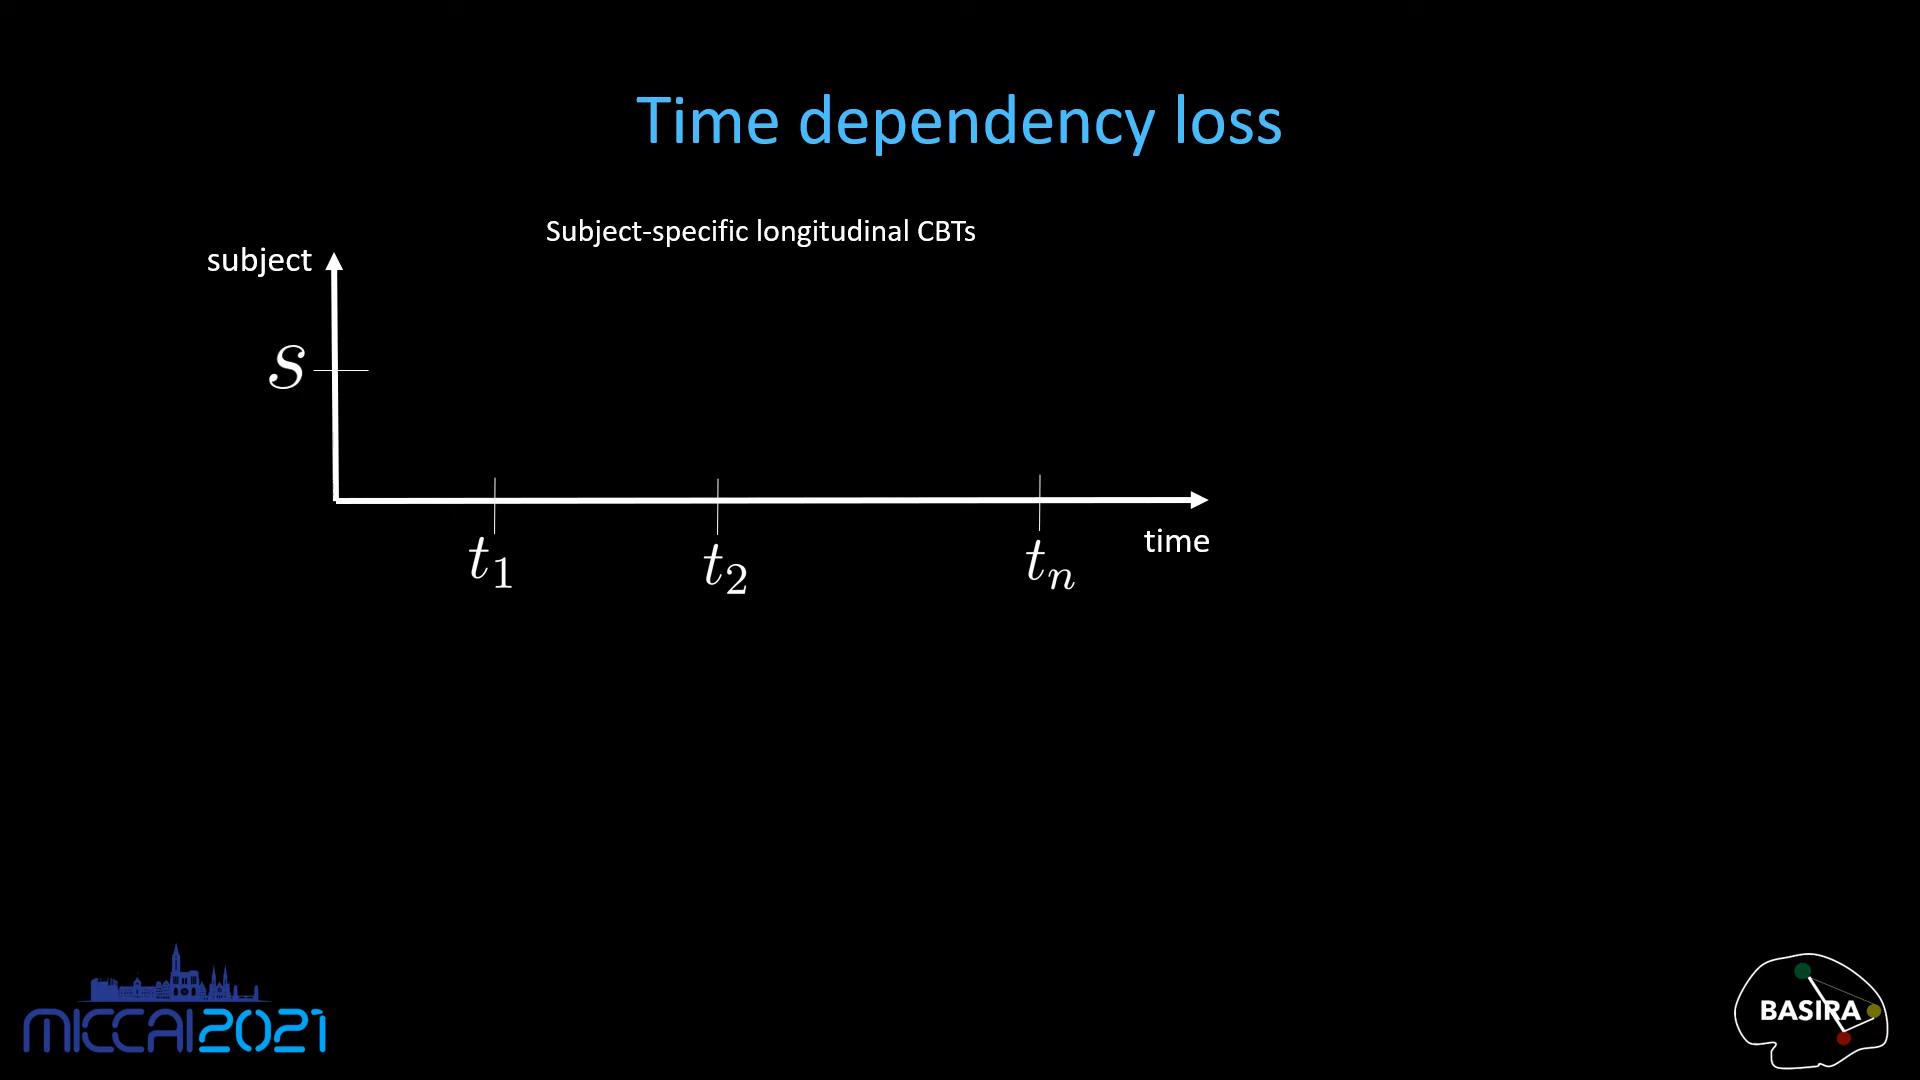 Time dependency loss
Subject-specific longitudinal CBTs
subject
s
t1 t2 tn
time
MICCAI2021
BASIRA